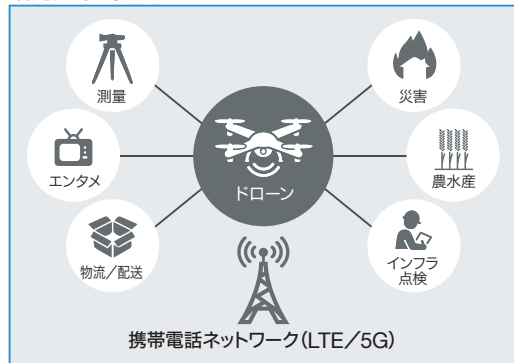 測量
災害
エンタメ
ドローン
農水産
物流／配送
インフラ
点検
携帯電話ネットワーク（LTE／5G）